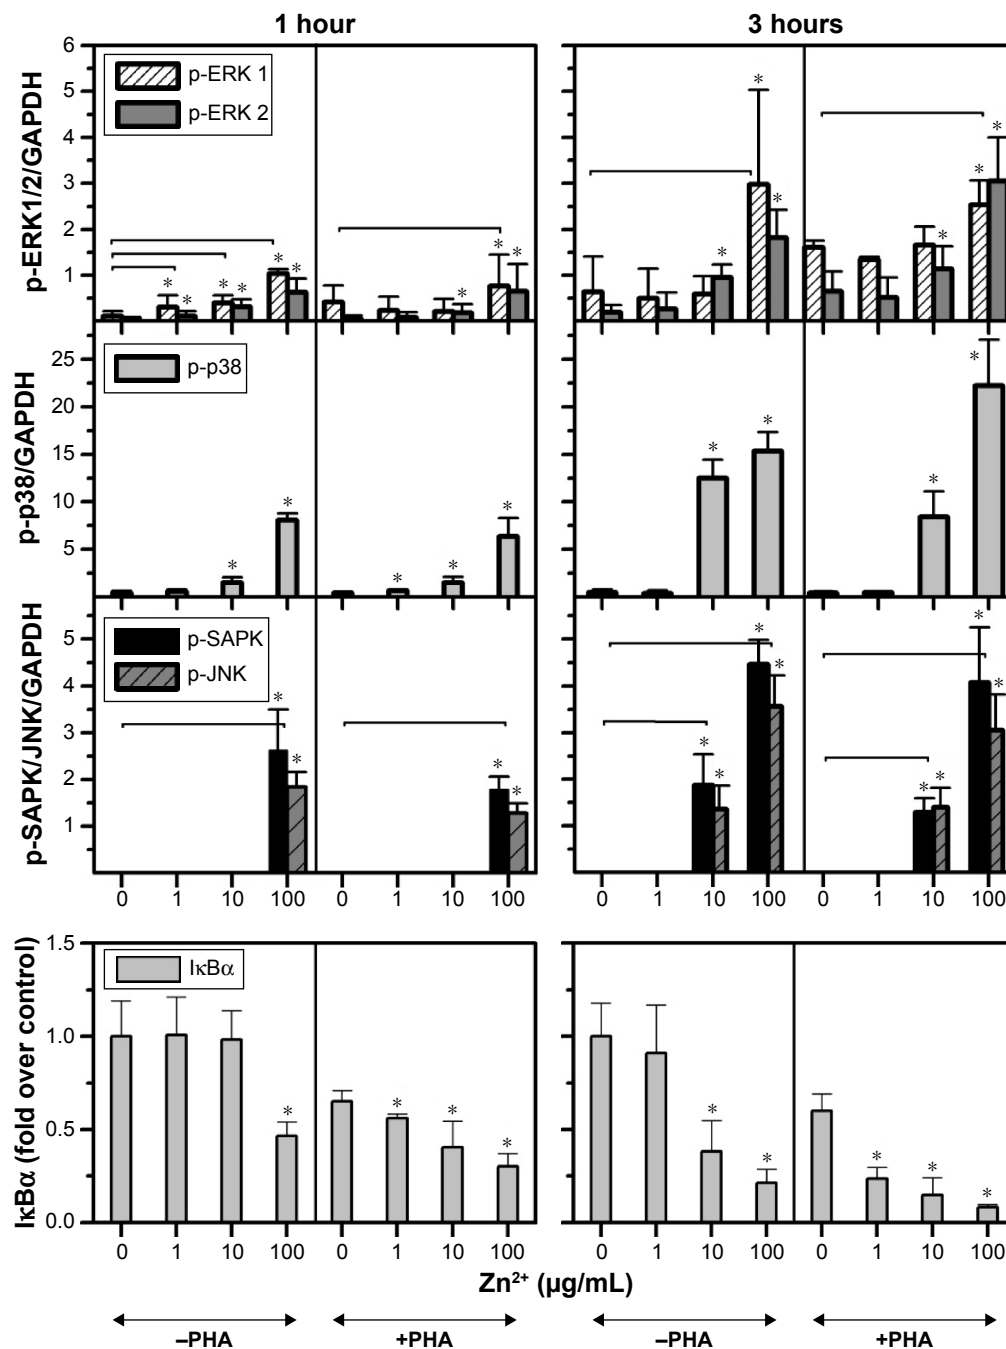 1 hour
3 hours
p-ERK1/2/GAPDH
6
5
4
3
2
1
p-ERK 1
p-ERK 2
* * * * * *
* * *
* * *
* * *
p-p38/GAPDH
25
20
15
10
5
p-p38
* *
* * *
* *
* *
p-SAPK/JNK/GAPDH
5
4
3
2
1
p-SAPK
p-JNK
* *
* *
* * * *
* * * *
0 1 10 100 0 1 10 100 0 1 10 100 0 1 10 100
IκBα (fold over control)
1.5
1.0
0.5
0.0
IκBα
*
* * *
* *
* * *
0 1 10 100 0 1 10 100 0 1 10 100 0 1 10 100
Zn²⁺ (µg/mL)
–PHA +PHA –PHA +PHA